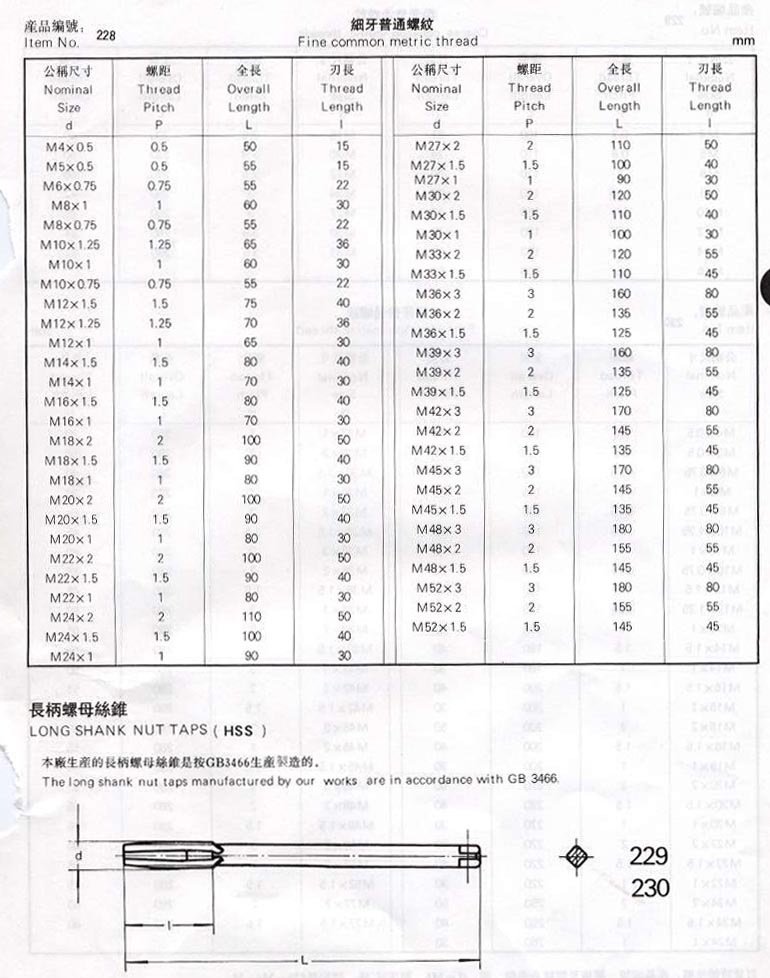 産品編號:
Item No. 228
細牙普通螺紋
Fine common metric thread
mm
公稱尺寸 螺距 全長 刃長 公稱尺寸 螺距 全長 刃長
Nominal Thread Overall Thread Nominal Thread Overall Thread
Size Pitch Length Length Size Pitch Length Length
d P L l d P L l
M4×0.5 0.5 50 15 M27×2 2 110 50
M5×0.5 0.5 55 15 M27×1.5 1.5 100 40
M6×0.75 0.75 55 22 M27×1 1 90 30
M8×1 1 60 30 M30×2 2 120 50
M8×0.75 0.75 55 22 M30×1.5 1.5 110 40
M10×1.25 1.25 65 36 M30×1 1 100 30
M10×1 1 60 30 M33×2 2 120 55
M10×0.75 0.75 55 22 M33×1.5 1.5 110 45
M12×1.5 1.5 75 40 M36×3 3 160 80
M12×1.25 1.25 70 36 M36×2 2 135 55
M12×1 1 65 30 M36×1.5 1.5 125 45
M14×1.5 1.5 80 40 M39×3 3 160 80
M14×1 1 70 30 M39×2 2 135 55
M16×1.5 1.5 80 40 M39×1.5 1.5 125 45
M16×1 1 70 30 M42×3 3 170 80
M18×2 2 100 50 M42×2 2 145 55
M18×1.5 1.5 90 40 M42×1.5 1.5 135 45
M18×1 1 80 30 M45×3 3 170 80
M20×2 2 100 50 M45×2 2 145 55
M20×1.5 1.5 90 40 M45×1.5 1.5 135 45
M20×1 1 80 30 M48×3 3 180 80
M22×2 2 100 50 M48×2 2 155 55
M22×1.5 1.5 90 40 M48×1.5 1.5 145 45
M22×1 1 80 30 M52×3 3 180 80
M24×2 2 110 50 M52×2 2 155 55
M24×1.5 1.5 100 40 M52×1.5 1.5 145 45
M24×1 1 90 30
長柄螺母絲錐
LONG SHANK NUT TAPS ( HSS )
本廠生産的長柄螺母絲錐是按GB3466生産製造的.
The long shank nut taps manufactured by our works are in accordance with GB 3466.
d
l
L
229
230